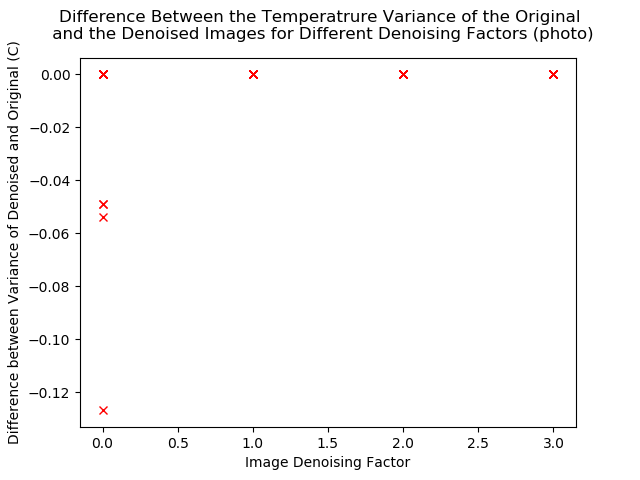 Difference Between the Temperatrure Variance of the Original
and the Denoised Images for Different Denoising Factors (photo)
Difference between Variance of Denoised and Original (C)
0.00
−0.02
−0.04
−0.06
−0.08
−0.10
−0.12
0.0 0.5 1.0 1.5 2.0 2.5 3.0
Image Denoising Factor